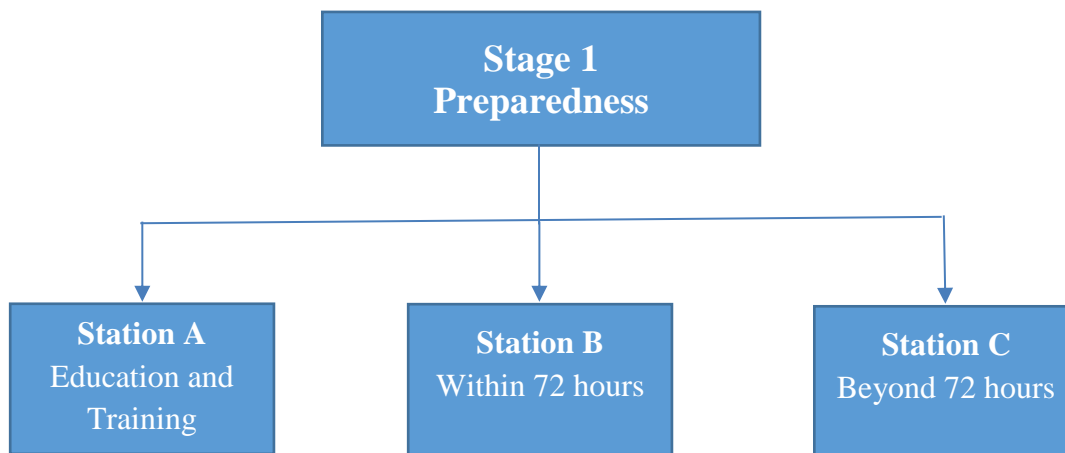 Stage 1
Preparedness
Station A
Education and
Training
Station B
Within 72 hours
Station C
Beyond 72 hours